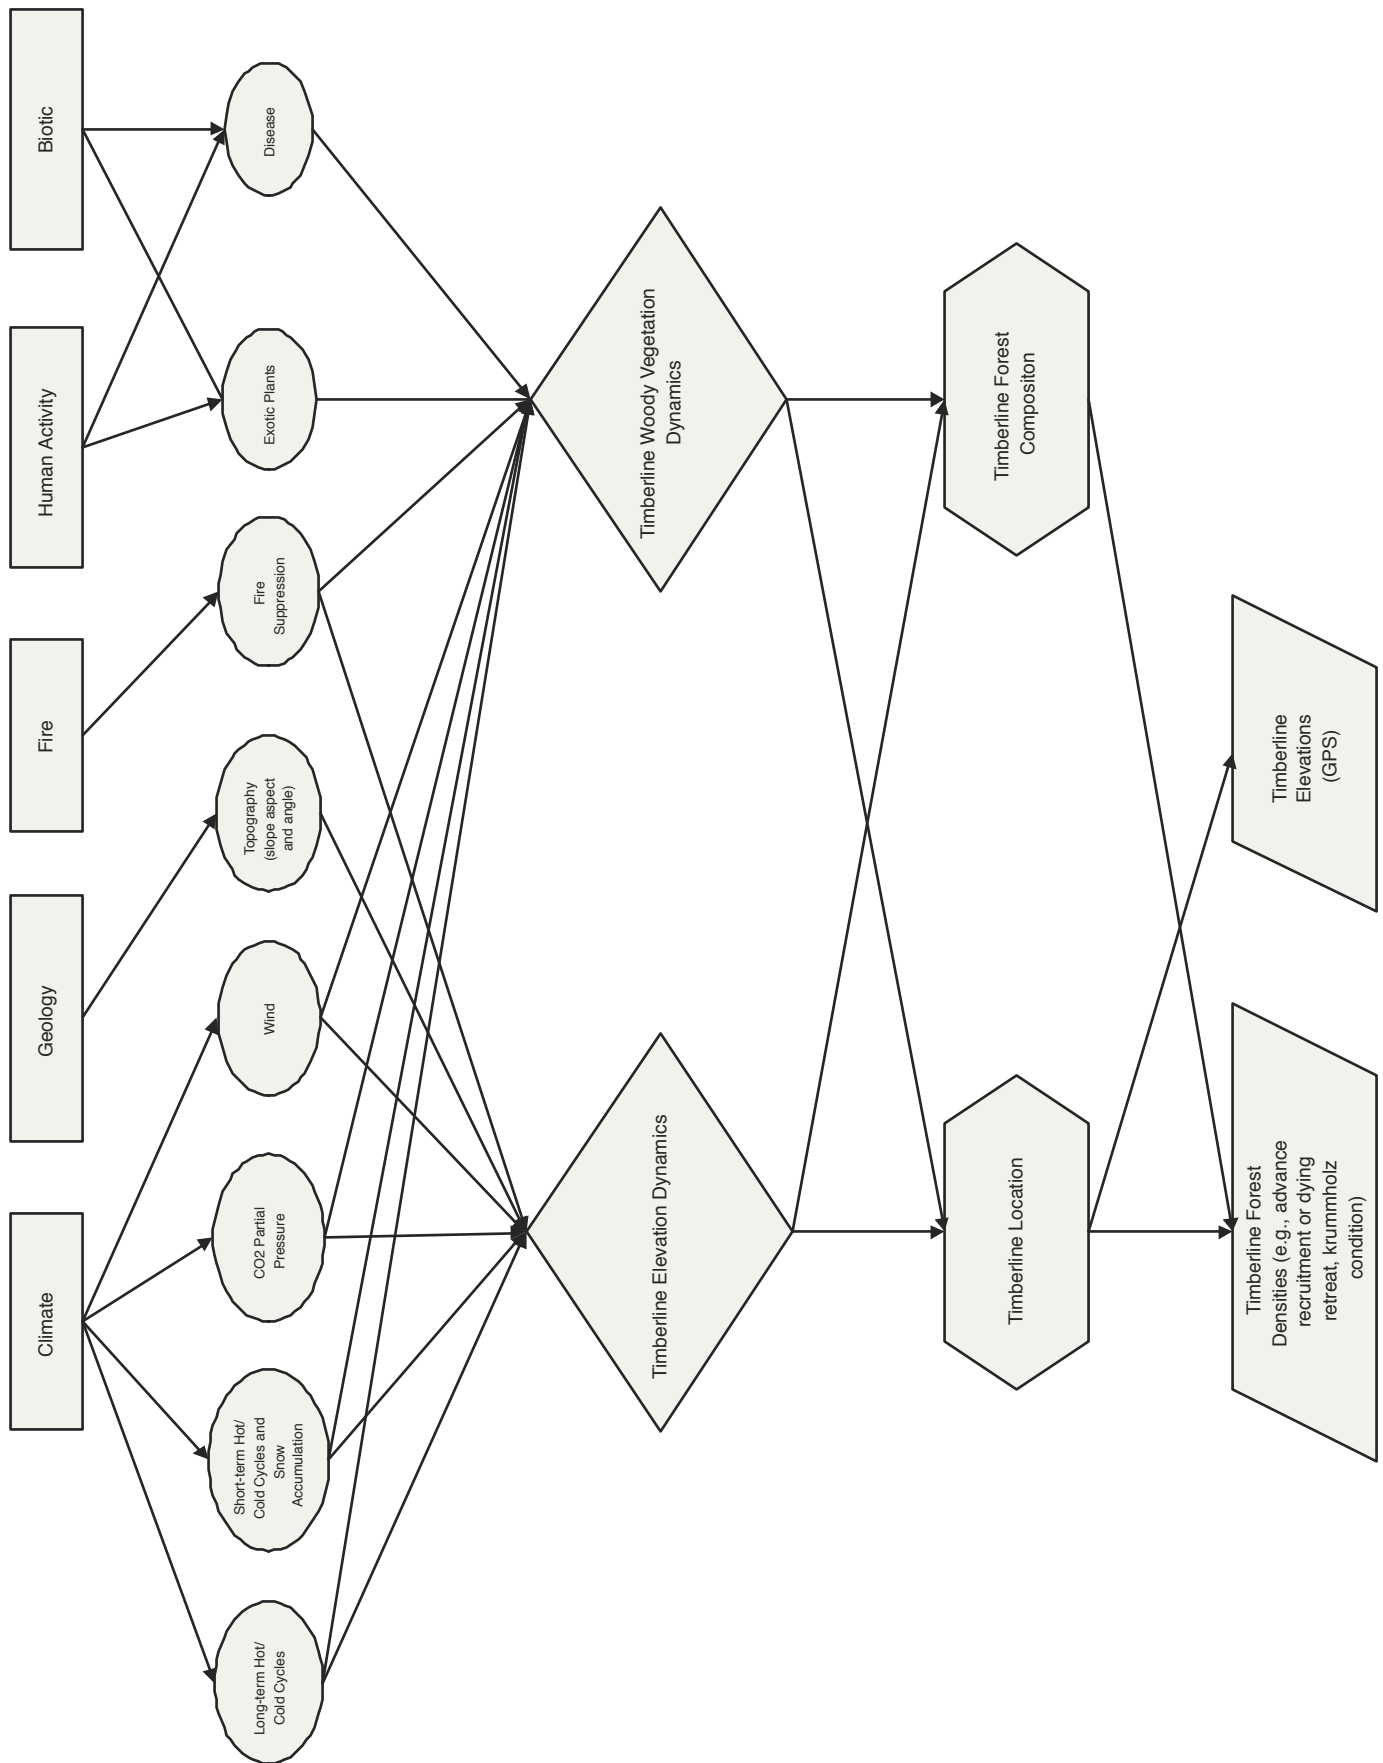 Climate
Geology
Fire
Human Activity
Biotic
Long-term Hot/
Cold Cycles
Short-term Hot/
Cold Cycles and
Snow
Accumulation
CO2 Partial
Pressure
Wind
Topography
(slope aspect
and angle)
Fire
Suppression
Exotic Plants
Disease
Timberline Elevation Dynamics
Timberline Woody Vegetation
Dynamics
Timberline Location
Timberline Forest
Compositon
Timberline Forest
Densities (e.g., advance
recruitment or dying
retreat, krummholz
condition)
Timberline
Elevations
(GPS)